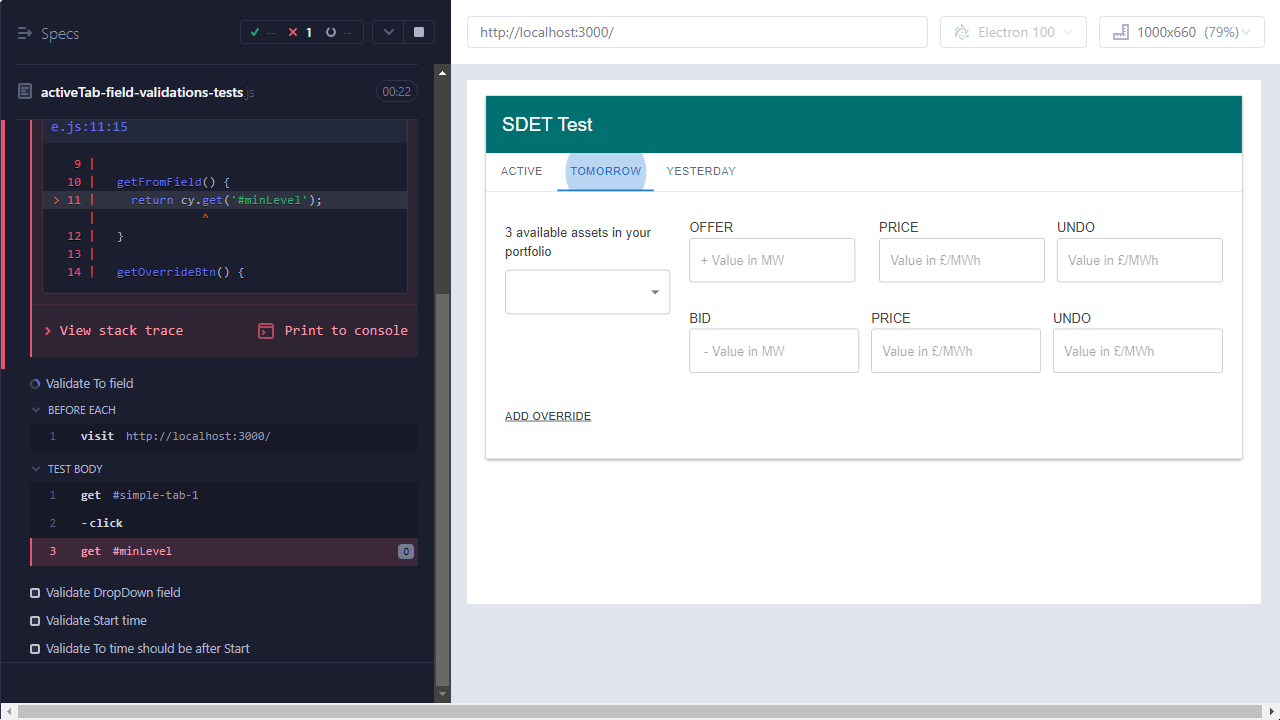 Specs
-- 1 --
activeTab-field-validations-tests.js 00:22
e.js:11:15
9 |
10 | getFromField() {
> 11 | return cy.get('#minLevel');
| ^
12 | }
13 |
14 | getOverrideBtn() {
View stack trace Print to console
Validate To field
BEFORE EACH
1 visit http://localhost:3000/
TEST BODY
1 get #simple-tab-1
2 -click
3 get #minLevel 0
Validate DropDown field
Validate Start time
Validate To time should be after Start
http://localhost:3000/ Electron 100 1000x660 (79%)
SDET Test
ACTIVE TOMORROW YESTERDAY
3 available assets in your
portfolio
OFFER PRICE UNDO
+ Value in MW Value in £/MWh Value in £/MWh
BID PRICE UNDO
- Value in MW Value in £/MWh Value in £/MWh
ADD OVERRIDE